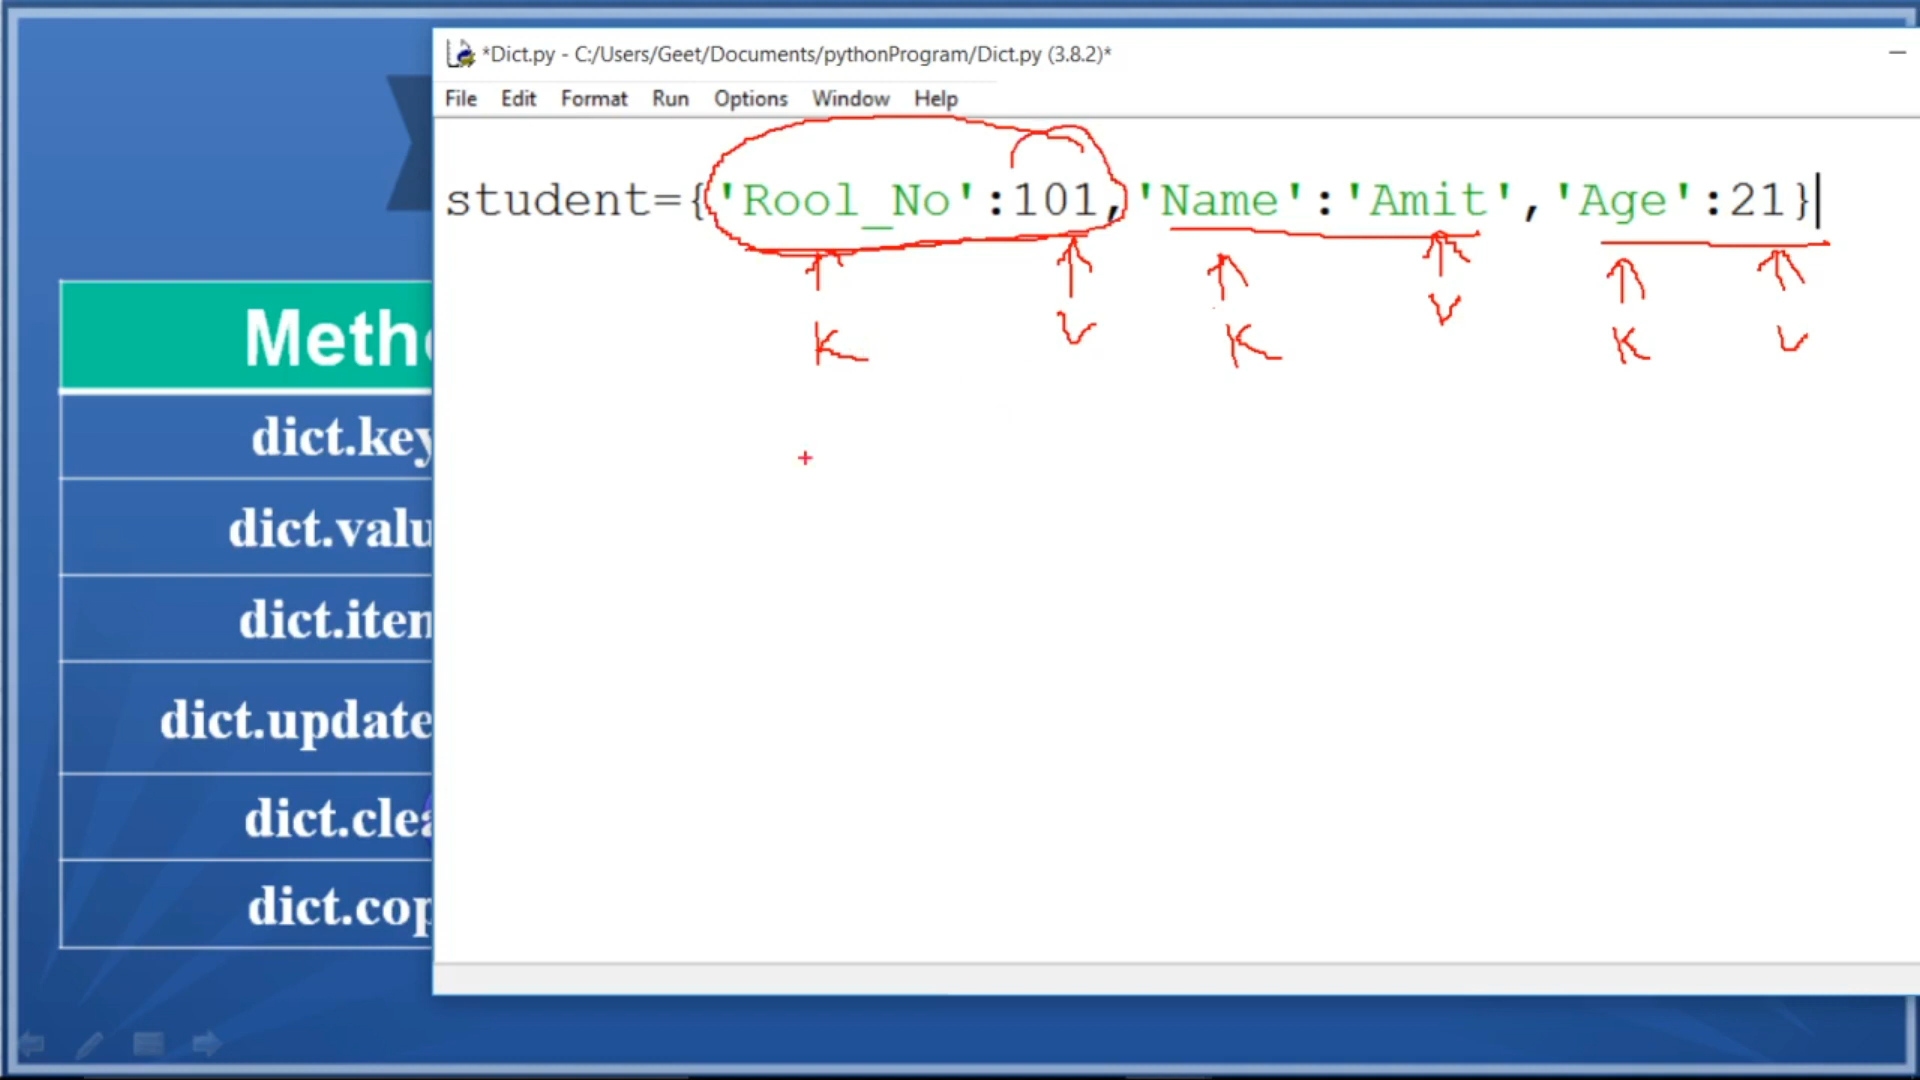 *Dict.py - C:/Users/Geet/Documents/pythonProgram/Dict.py (3.8.2)*
File Edit Format Run Options Window Help
student={'Rool_No':101,'Name':'Amit','Age':21}
K V K V K V
Meth
dict.key
dict.valu
dict.iten
dict.update
dict.clea
dict.cop